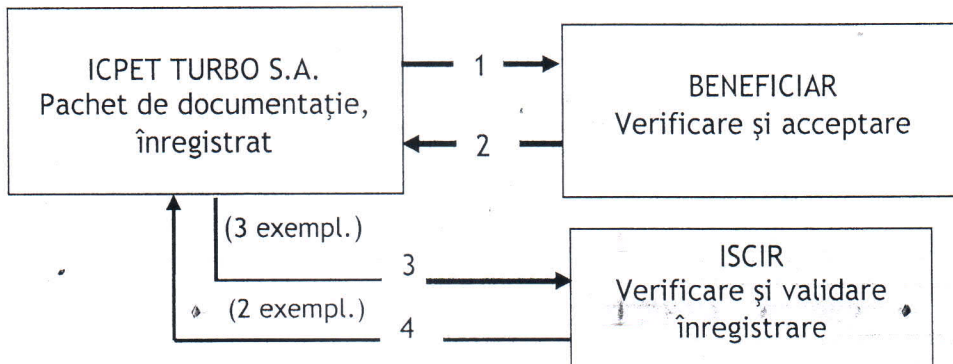 ICPET TURBO S.A.
Pachet de documentaţie,
înregistrat
1
2
BENEFICIAR
Verificare şi acceptare
(3 exempl.)
3
(2 exempl.)
4
ISCIR
Verificare şi validare
înregistrare